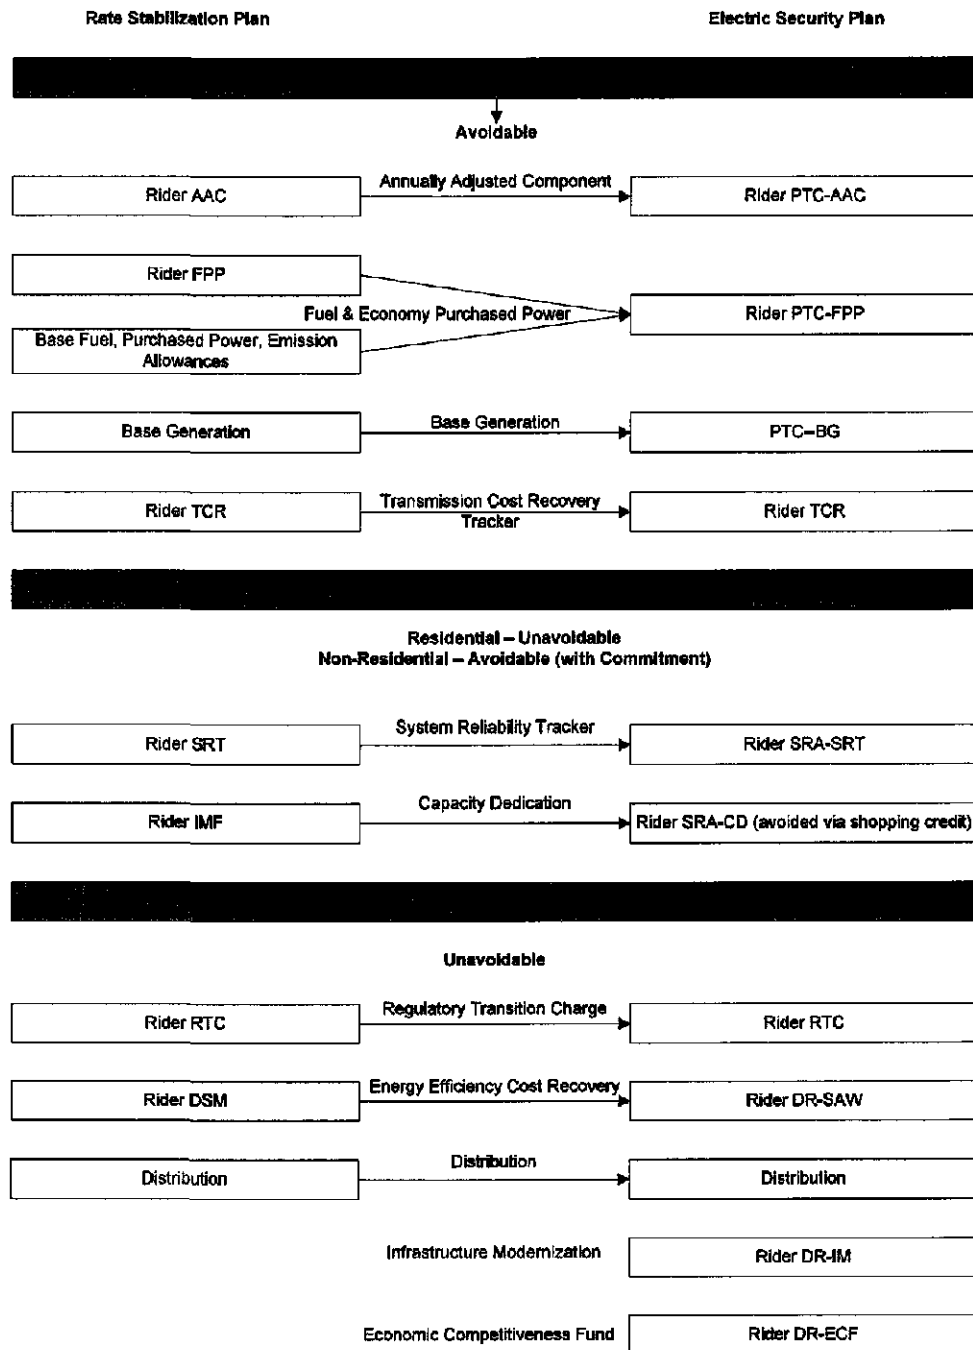 Rate Stabilization Plan
Electric Security Plan
Avoidable
Rider AAC
Annually Adjusted Component
Rider PTC-AAC
Rider FPP
Fuel & Economy Purchased Power
Rider PTC-FPP
Base Fuel, Purchased Power, Emission
Allowances
Base Generation
Base Generation
PTC-BG
Rider TCR
Transmission Cost Recovery
Tracker
Rider TCR
Residential – Unavoidable
Non-Residential – Avoidable (with Commitment)
Rider SRT
System Reliability Tracker
Rider SRA-SRT
Rider IMF
Capacity Dedication
Rider SRA-CD (avoided via shopping credit)
Unavoidable
Rider RTC
Regulatory Transition Charge
Rider RTC
Rider DSM
Energy Efficiency Cost Recovery
Rider DR-SAW
Distribution
Distribution
Distribution
Infrastructure Modernization
Rider DR-IM
Economic Competitiveness Fund
Rider DR-ECF